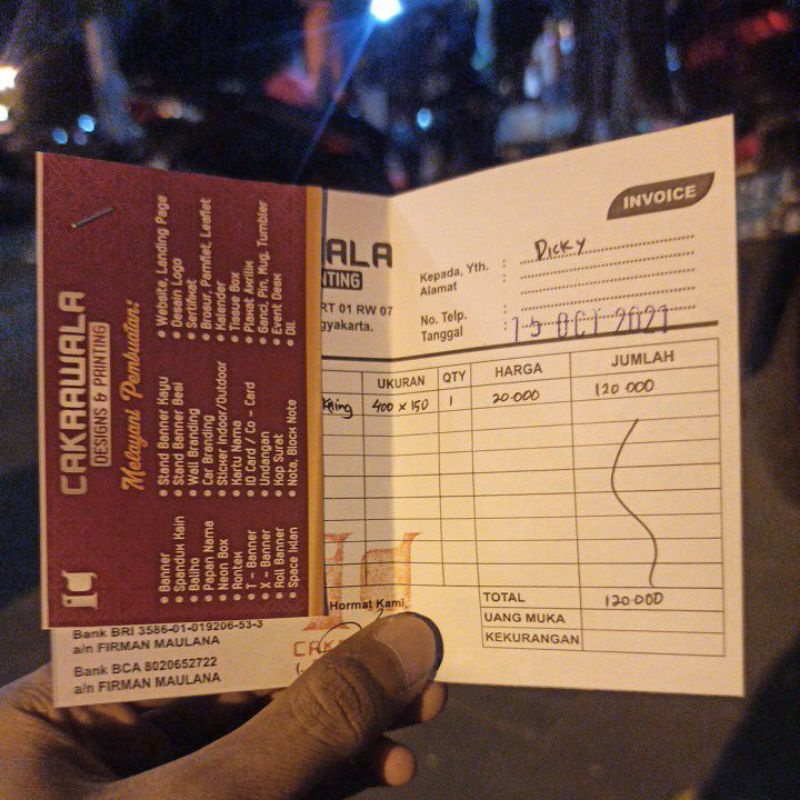 CAKRAWALA
DESIGNS & PRINTING
Melayani Pembuatan:
• Banner
• Spanduk Kain
• Baliho
• Papan Nama
• Neon Box
• Rontek
• T - Banner
• X - Banner
• Roll Banner
• Space Iklan
• Stand Banner Kayu
• Stand Banner Besi
• Wall Branding
• Car Branding
• Sticker Indoor/Outdoor
• Kartu Nama
• ID Card / Co - Card
• Undangan
• Kop Surat
• Nota, Block Note
• Website, Landing Page
• Desain Logo
• Sertifikat
• Brosur, Pamflet, Leaflet
• Kalender
• Tissue Box
• Plakat Akrilik
• Ganci, Pin, Mug, Tumbler
• Event Desk
• Dll
Bank BRI 3586-01-019206-53-3
a/n FIRMAN MAULANA
Bank BCA 8020652722
a/n FIRMAN MAULANA
WALA
NTING
RT 01 RW 07
gyakarta.
INVOICE
Kepada, Yth. : Dicky
Alamat :
No. Telp. :
Tanggal : 15 OCT 2021
UKURAN QTY HARGA JUMLAH
400 x 150 1 20.000 120 000
TOTAL 120.000
UANG MUKA
KEKURANGAN
Hormat Kami,